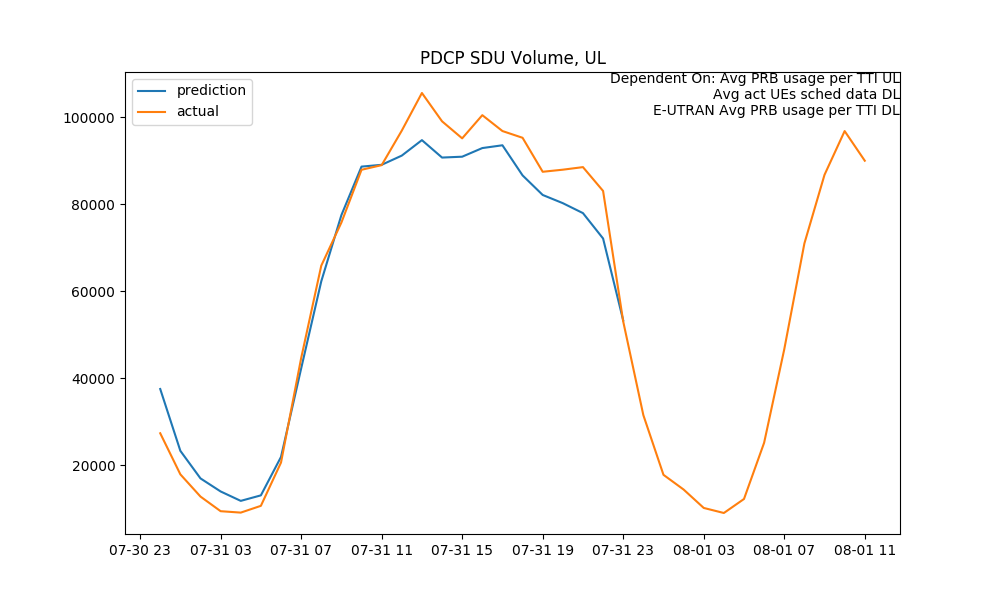 PDCP SDU Volume, UL
prediction
actual
Dependent On: Avg PRB usage per TTI UL
Avg act UEs sched data DL
E-UTRAN Avg PRB usage per TTI DL
100000
80000
60000
40000
20000
07-30 23 07-31 03 07-31 07 07-31 11 07-31 15 07-31 19 07-31 23 08-01 03 08-01 07 08-01 11